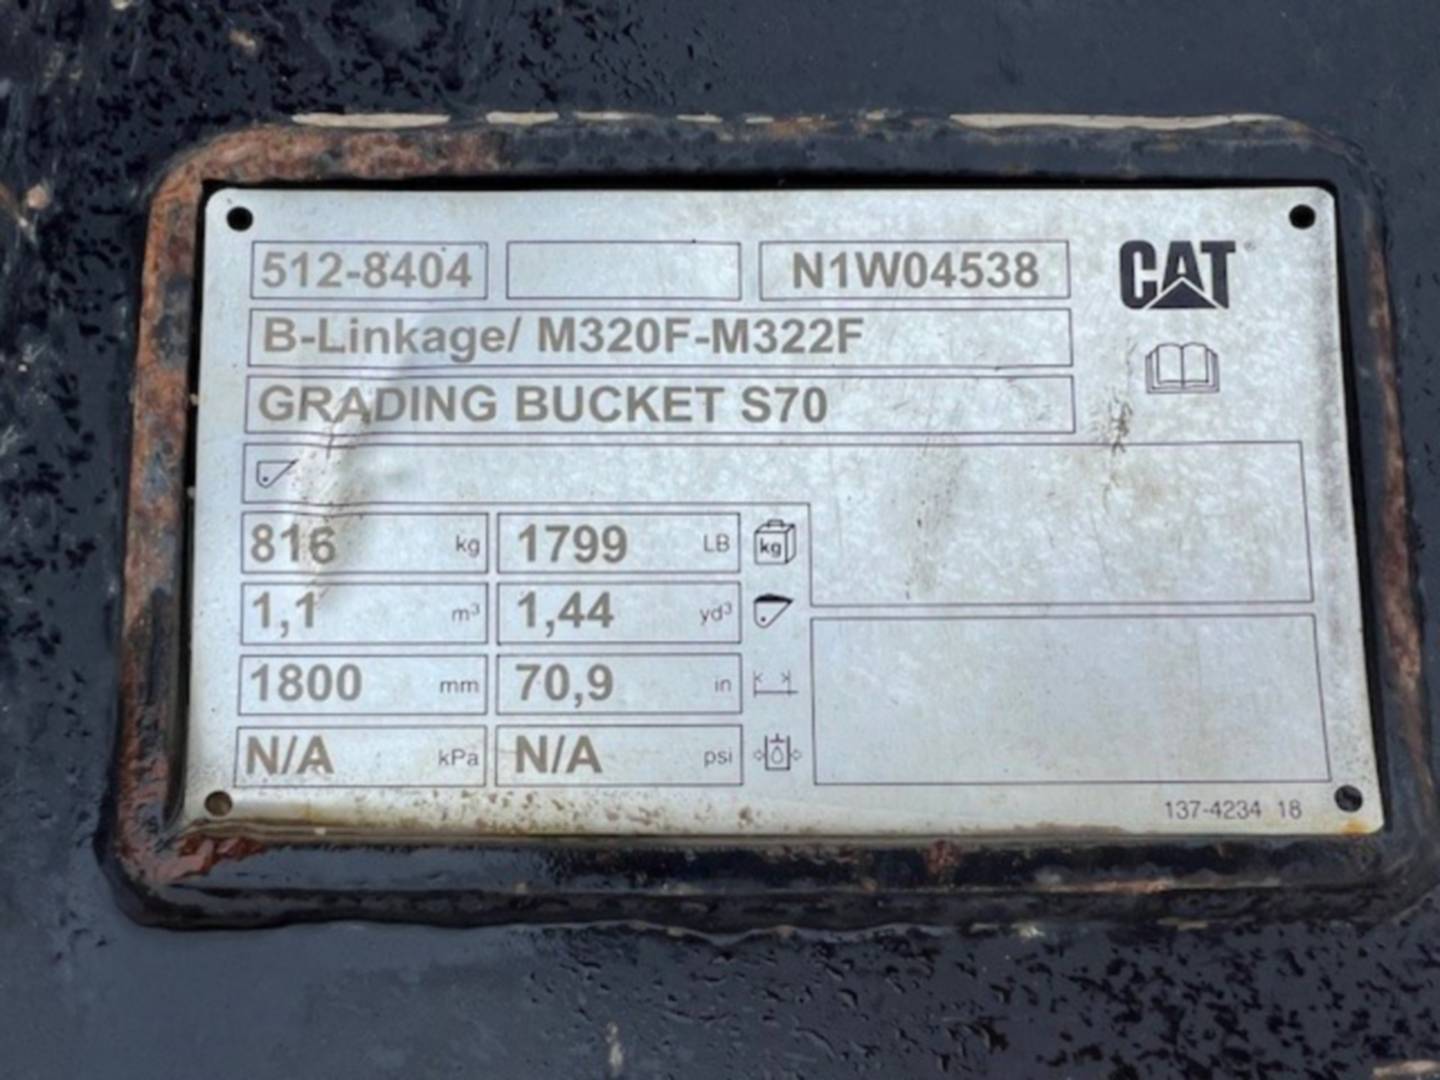 512-8404 N1W04538 CAT
B-Linkage/ M320F-M322F
GRADING BUCKET S70
816 kg 1799 LB kg
1,1 m³ 1,44 yd³
1800 mm 70,9 in
N/A kPa N/A psi
137-4234 18